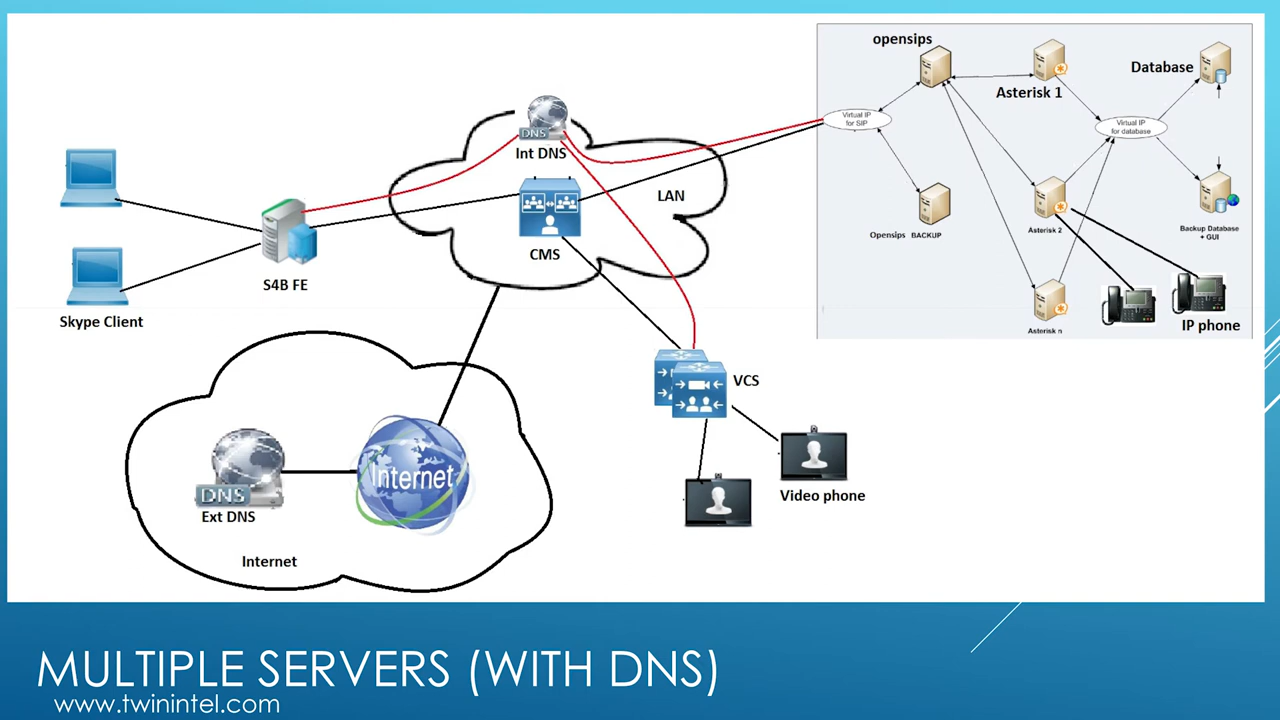 opensips
Asterisk 1
Database
Virtual IP
for SIP
Virtual IP
for database
DNS
Int DNS
LAN
CMS
S4B FE
Skype Client
Opensips BACKUP
Asterisk 2
Backup Database
+ GUI
Asterisk n
IP phone
VCS
Video phone
DNS
Ext DNS
Internet
Internet
MULTIPLE SERVERS (WITH DNS)
www.twinintel.com